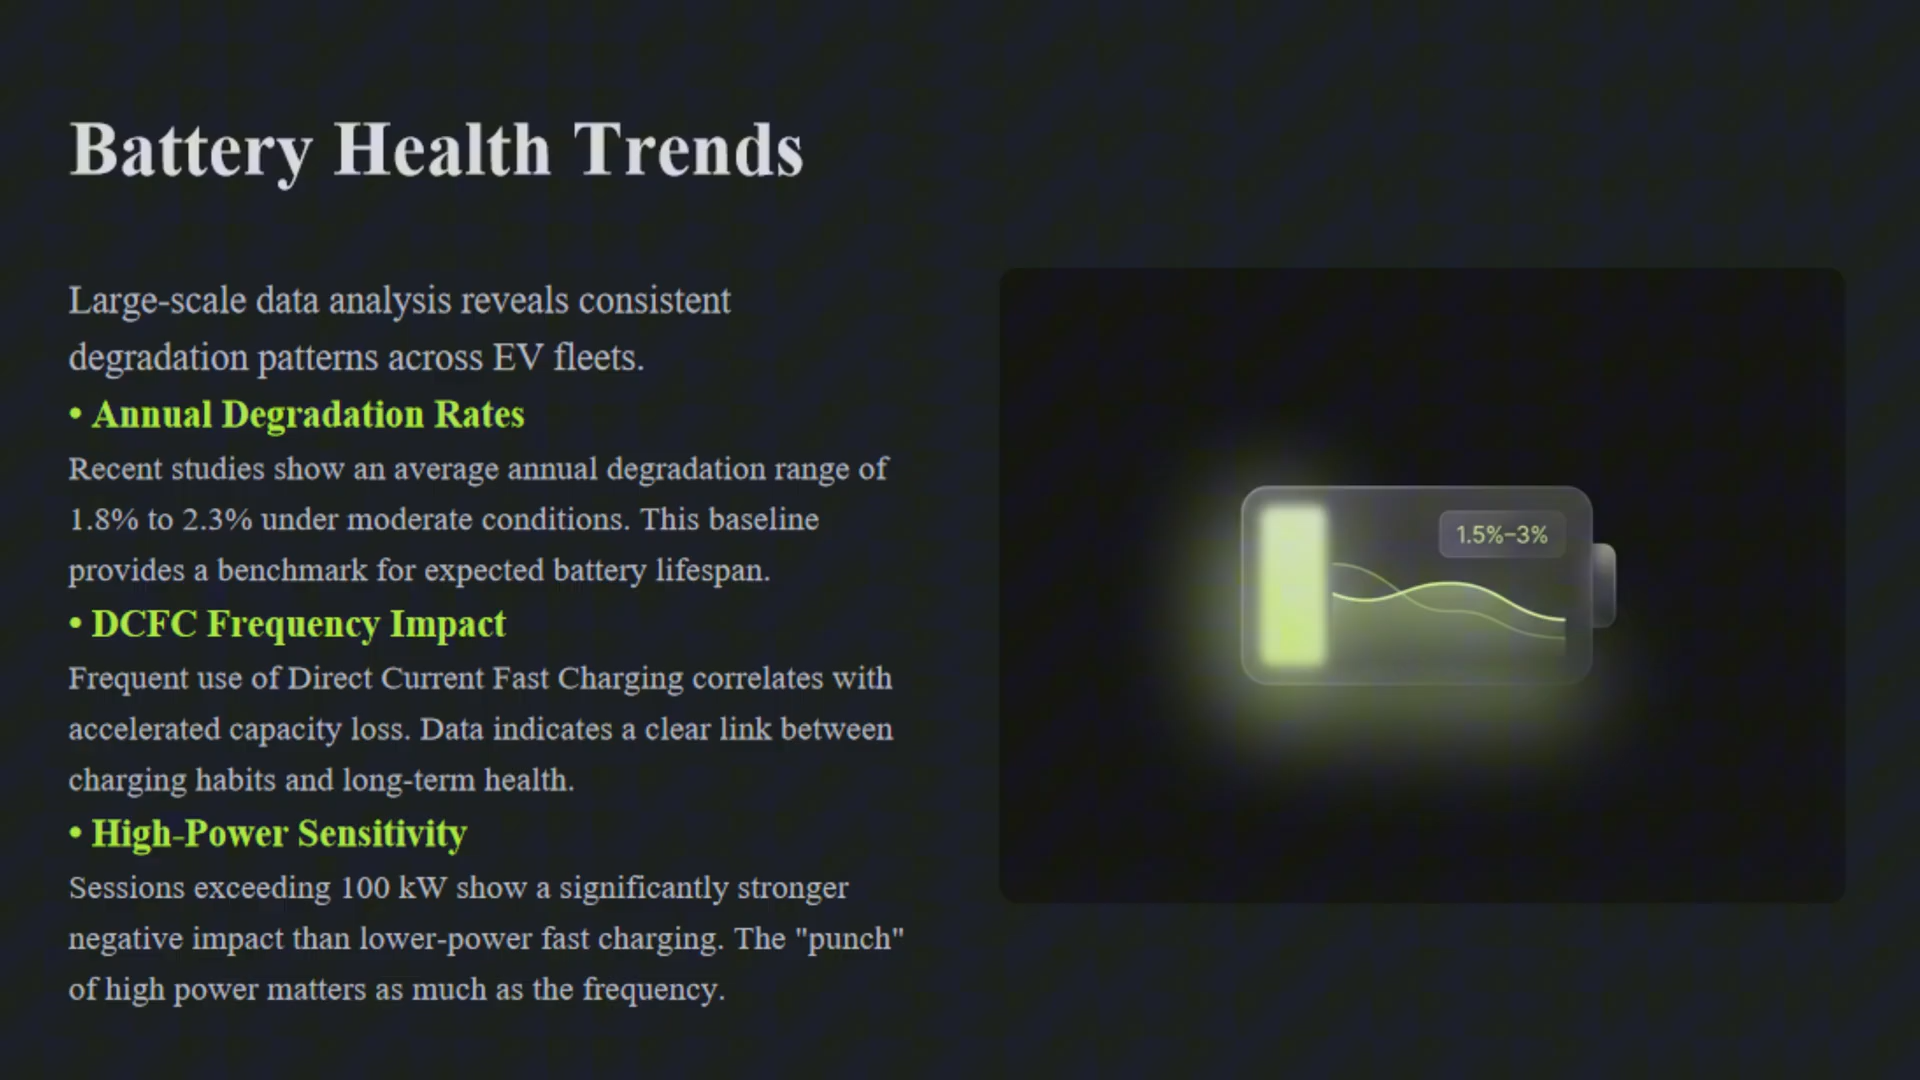 Battery Health Trends
Large-scale data analysis reveals consistent
degradation patterns across EV fleets.
• Annual Degradation Rates
Recent studies show an average annual degradation range of
1.8% to 2.3% under moderate conditions. This baseline
provides a benchmark for expected battery lifespan.
• DCFC Frequency Impact
Frequent use of Direct Current Fast Charging correlates with
accelerated capacity loss. Data indicates a clear link between
charging habits and long-term health.
• High-Power Sensitivity
Sessions exceeding 100 kW show a significantly stronger
negative impact than lower-power fast charging. The "punch"
of high power matters as much as the frequency.
1.5%–3%